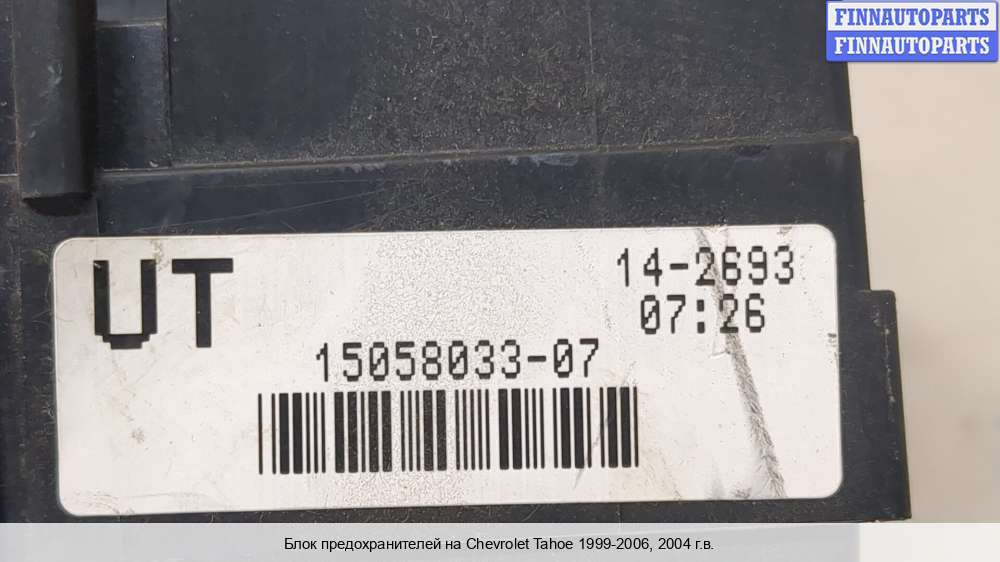 FINNAUTOPARTS
FINNAUTOPARTS
UT
14-2693
07:26
15058033-07
Блок предохранителей на Chevrolet Tahoe 1999-2006, 2004 г.в.